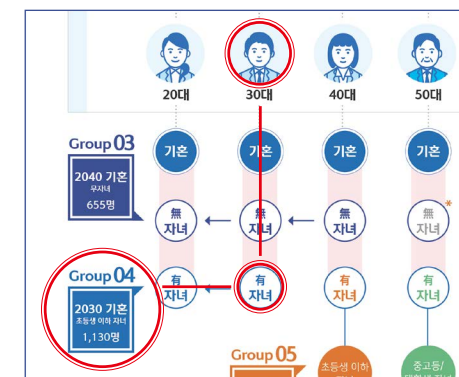 20대 30대 40대 50대
Group 03
기혼 기혼 기혼 기혼
2040 기혼
무자녀
655명
無 자녀 無 자녀 無 자녀 無 자녀 *
Group 04
有 자녀 有 자녀 有 자녀 有 자녀
2030 기혼
초등생 이하 자녀
1,130명
Group 05
초등생 이하
중고등/